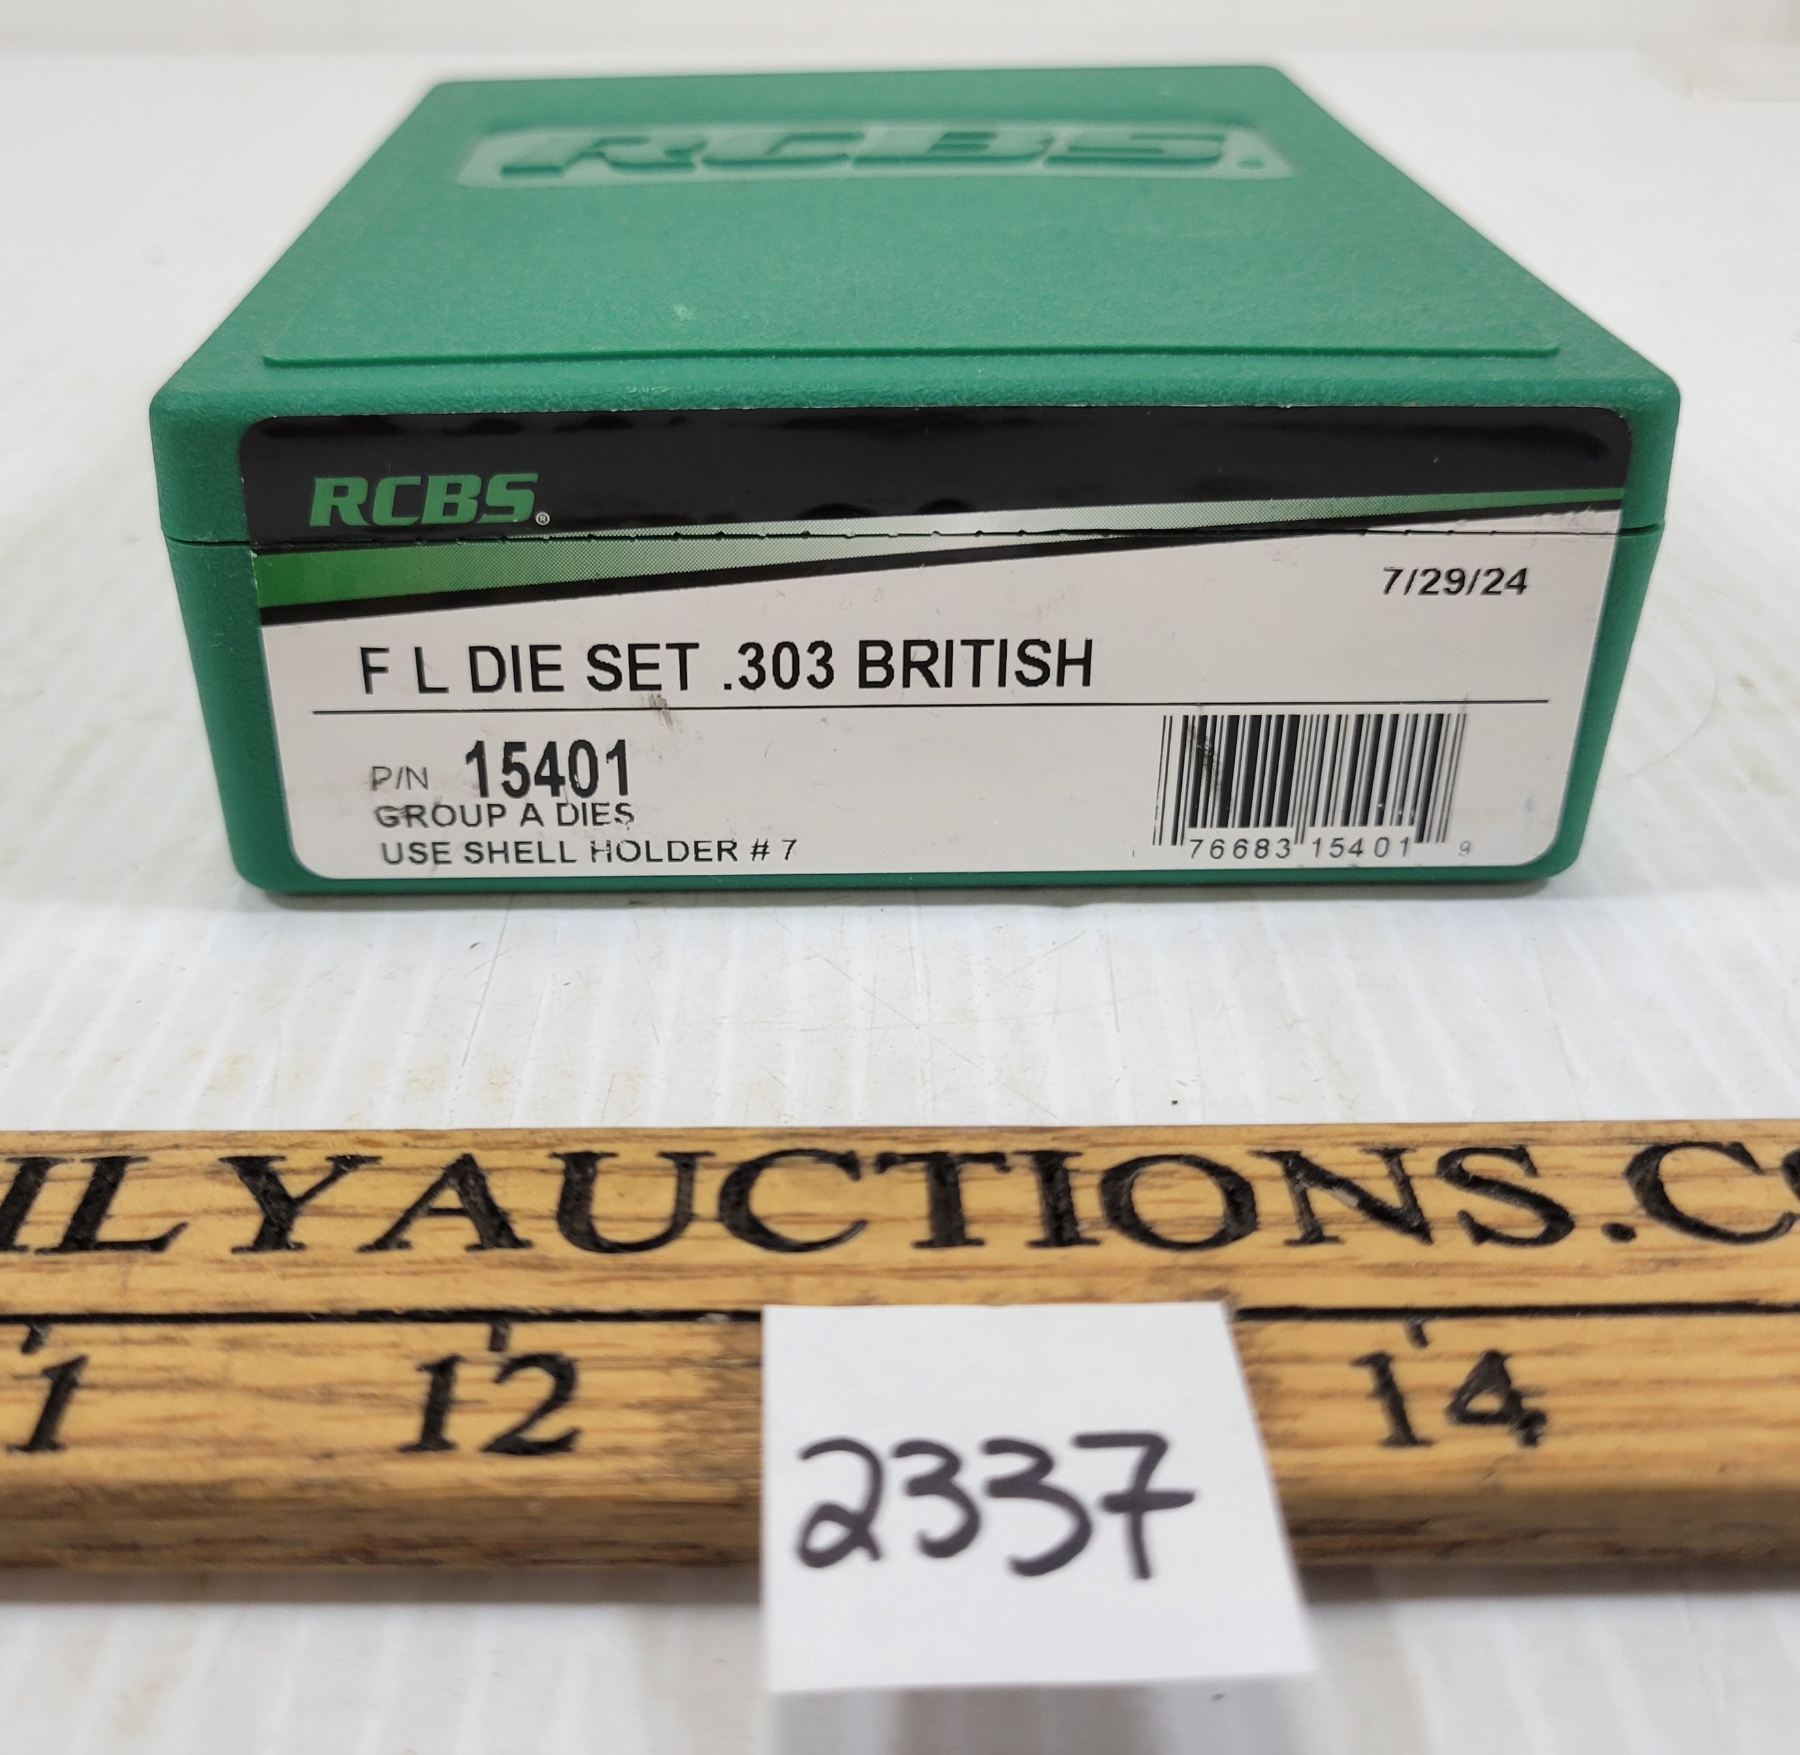 RCBS.
RCBS®
7/29/24
F L DIE SET .303 BRITISH
P/N 15401
GROUP A DIES
USE SHELL HOLDER # 7
76683 15401 9
ILYAUCTIONS.CO
1 12 14
2337